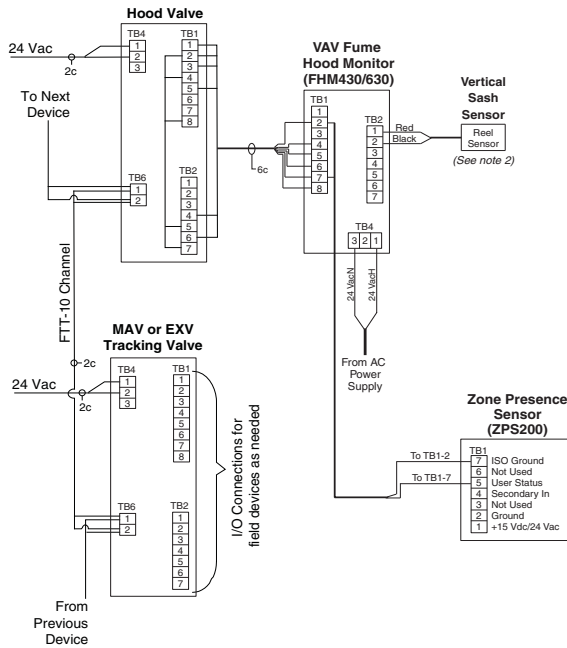 Hood Valve
24 Vac
2c
TB4
1
2
3
TB1
1
2
3
4
5
6
7
8
To Next
Device
TB6
1
2
TB2
1
2
3
4
5
6
7
6c
VAV Fume
Hood Monitor
(FHM430/630)
TB1
1
2
3
4
5
6
7
8
TB2
1
2
3
4
5
6
7
Red
Black
TB4
3 2 1
24 VacN
24 VacH
From AC
Power
Supply
Vertical
Sash
Sensor
Reel
Sensor
(See note 2)
FTT-10 Channel
2c
MAV or EXV
Tracking Valve
24 Vac
2c
TB4
1
2
3
TB1
1
2
3
4
5
6
7
8
TB6
1
2
TB2
1
2
3
4
5
6
7
I/O Connections for
field devices as needed
From
Previous
Device
Zone Presence
Sensor
(ZPS200)
To TB1-2
To TB1-7
TB1
7 ISO Ground
6 Not Used
5 User Status
4 Secondary In
3 Not Used
2 Ground
1 +15 Vdc/24 Vac